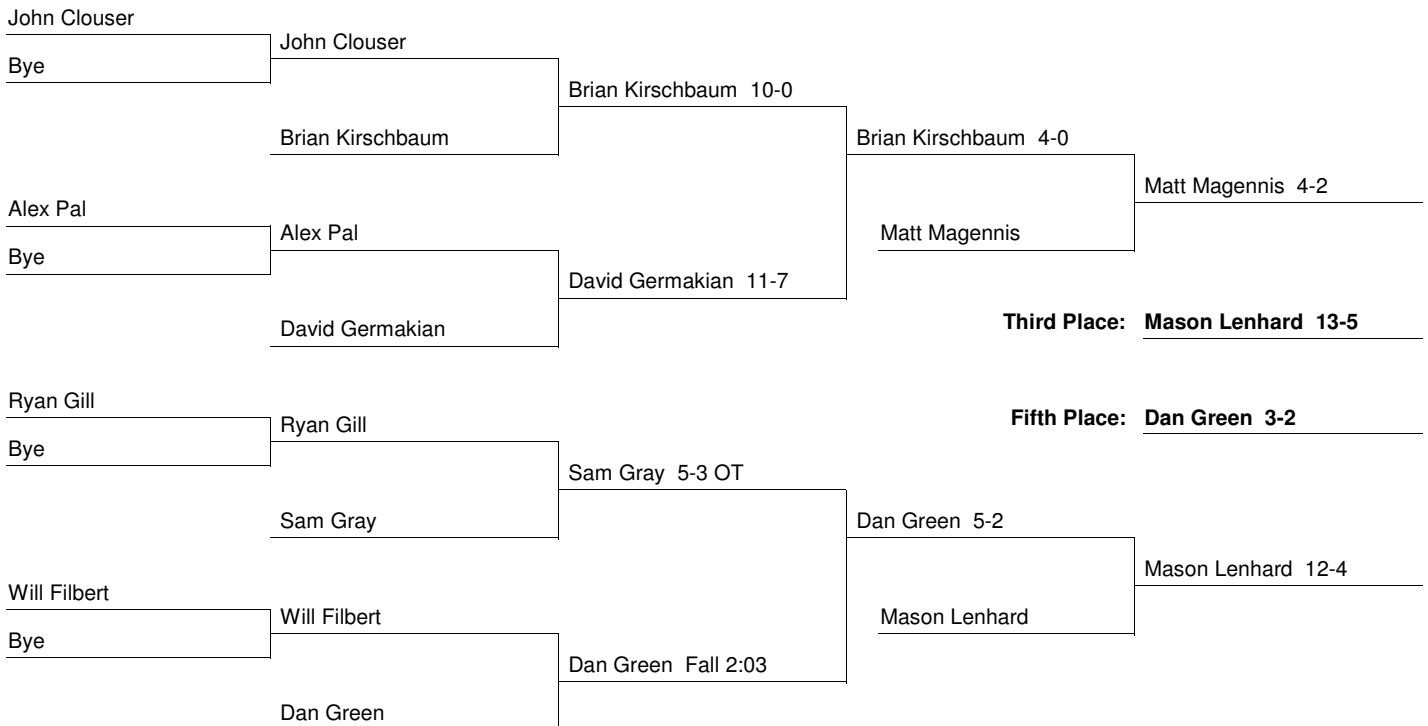 John Clouser
John Clouser
Bye
Brian Kirschbaum  10-0
Brian Kirschbaum
Brian Kirschbaum  4-0
Matt Magennis  4-2
Alex Pal
Alex Pal
Matt Magennis
Bye
David Germakian  11-7
David Germakian
Third Place:  Mason Lenhard  13-5
Ryan Gill
Ryan Gill
Fifth Place:  Dan Green  3-2
Bye
Sam Gray  5-3 OT
Sam Gray
Dan Green  5-2
Mason Lenhard  12-4
Will Filbert
Will Filbert
Mason Lenhard
Bye
Dan Green  Fall 2:03
Dan Green